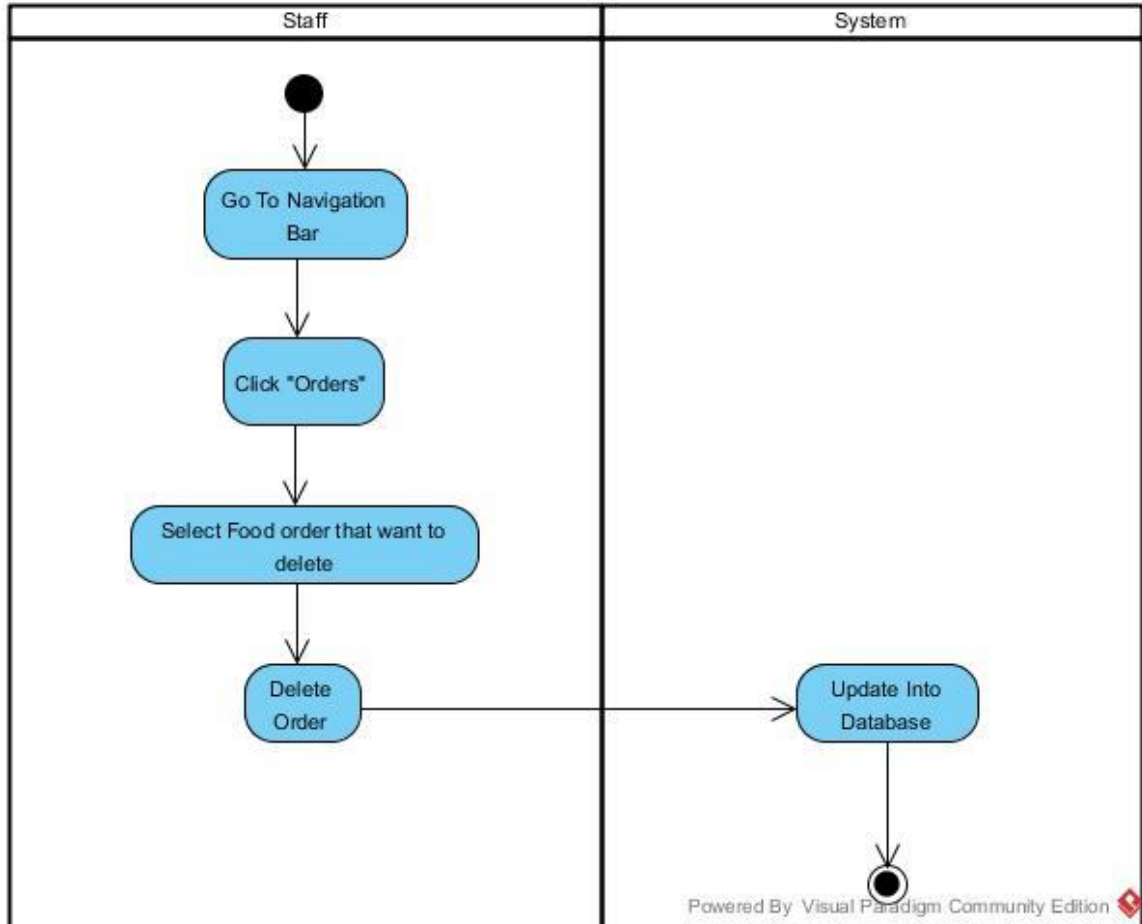 Staff
System
Go To Navigation
Bar
Click "Orders"
Select Food order that want to
delete
Delete
Order
Update Into
Database
Powered By Visual Paradigm Community Edition